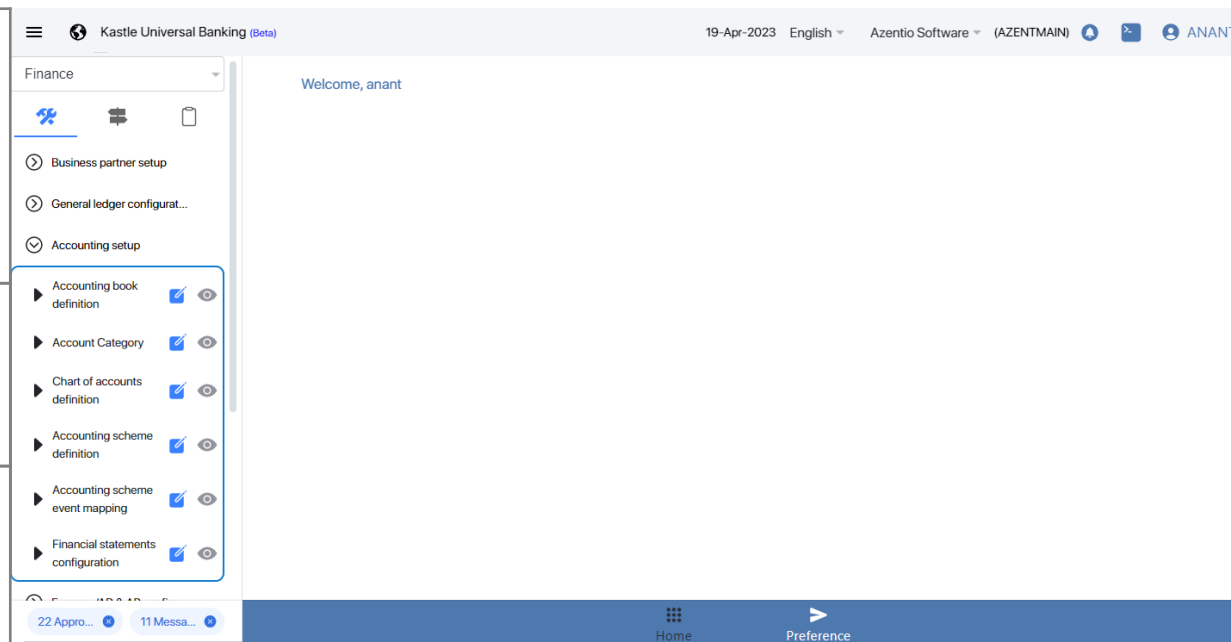 Kastle Universal Banking (Beta)
19-Apr-2023 English Azentio Software (AZENTMAIN) ANANT
Finance
Welcome, anant
Business partner setup
General ledger configurat...
Accounting setup
Accounting book
definition
Account Category
Chart of accounts
definition
Accounting scheme
definition
Accounting scheme
event mapping
Financial statements
configuration
22 Appro... 11 Messa...
Home Preference